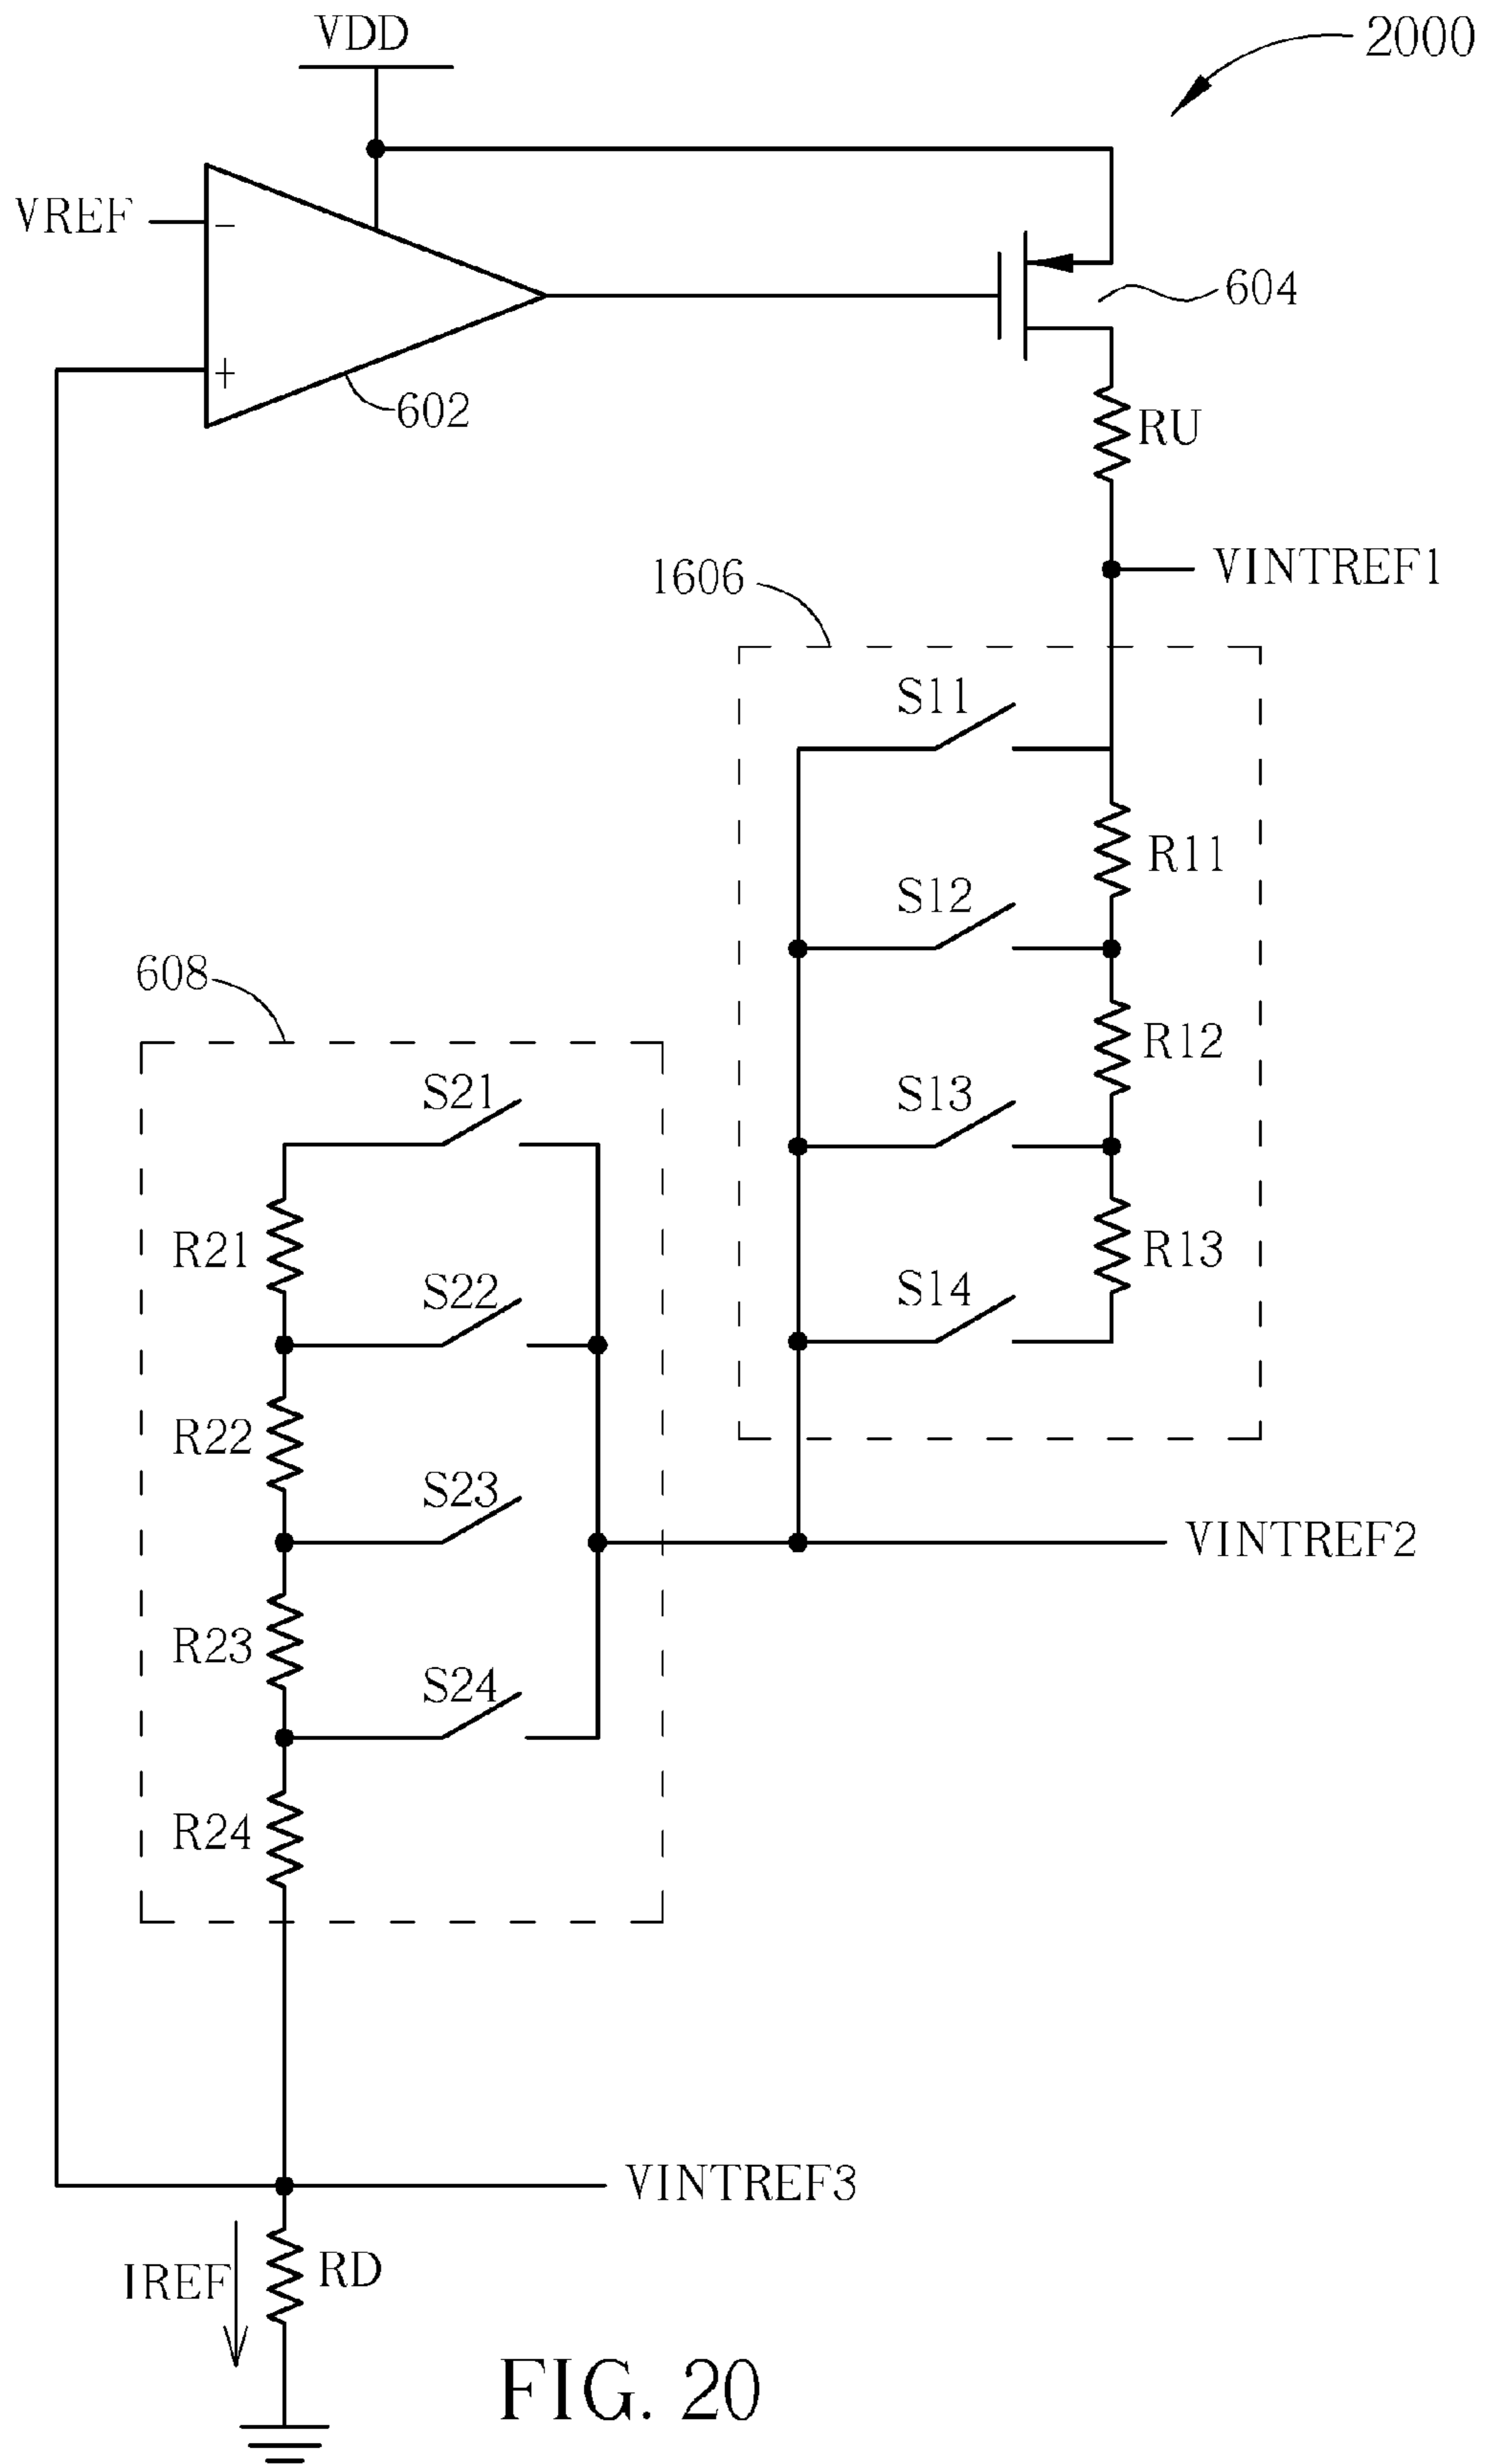 VDD
2000
VREF
−
+
602
604
RU
VINTREF1
1606
S11
R11
S12
R12
S13
R13
S14
608
S21
R21
S22
R22
S23
R23
S24
R24
VINTREF2
VINTREF3
IREF
RD
FIG. 20